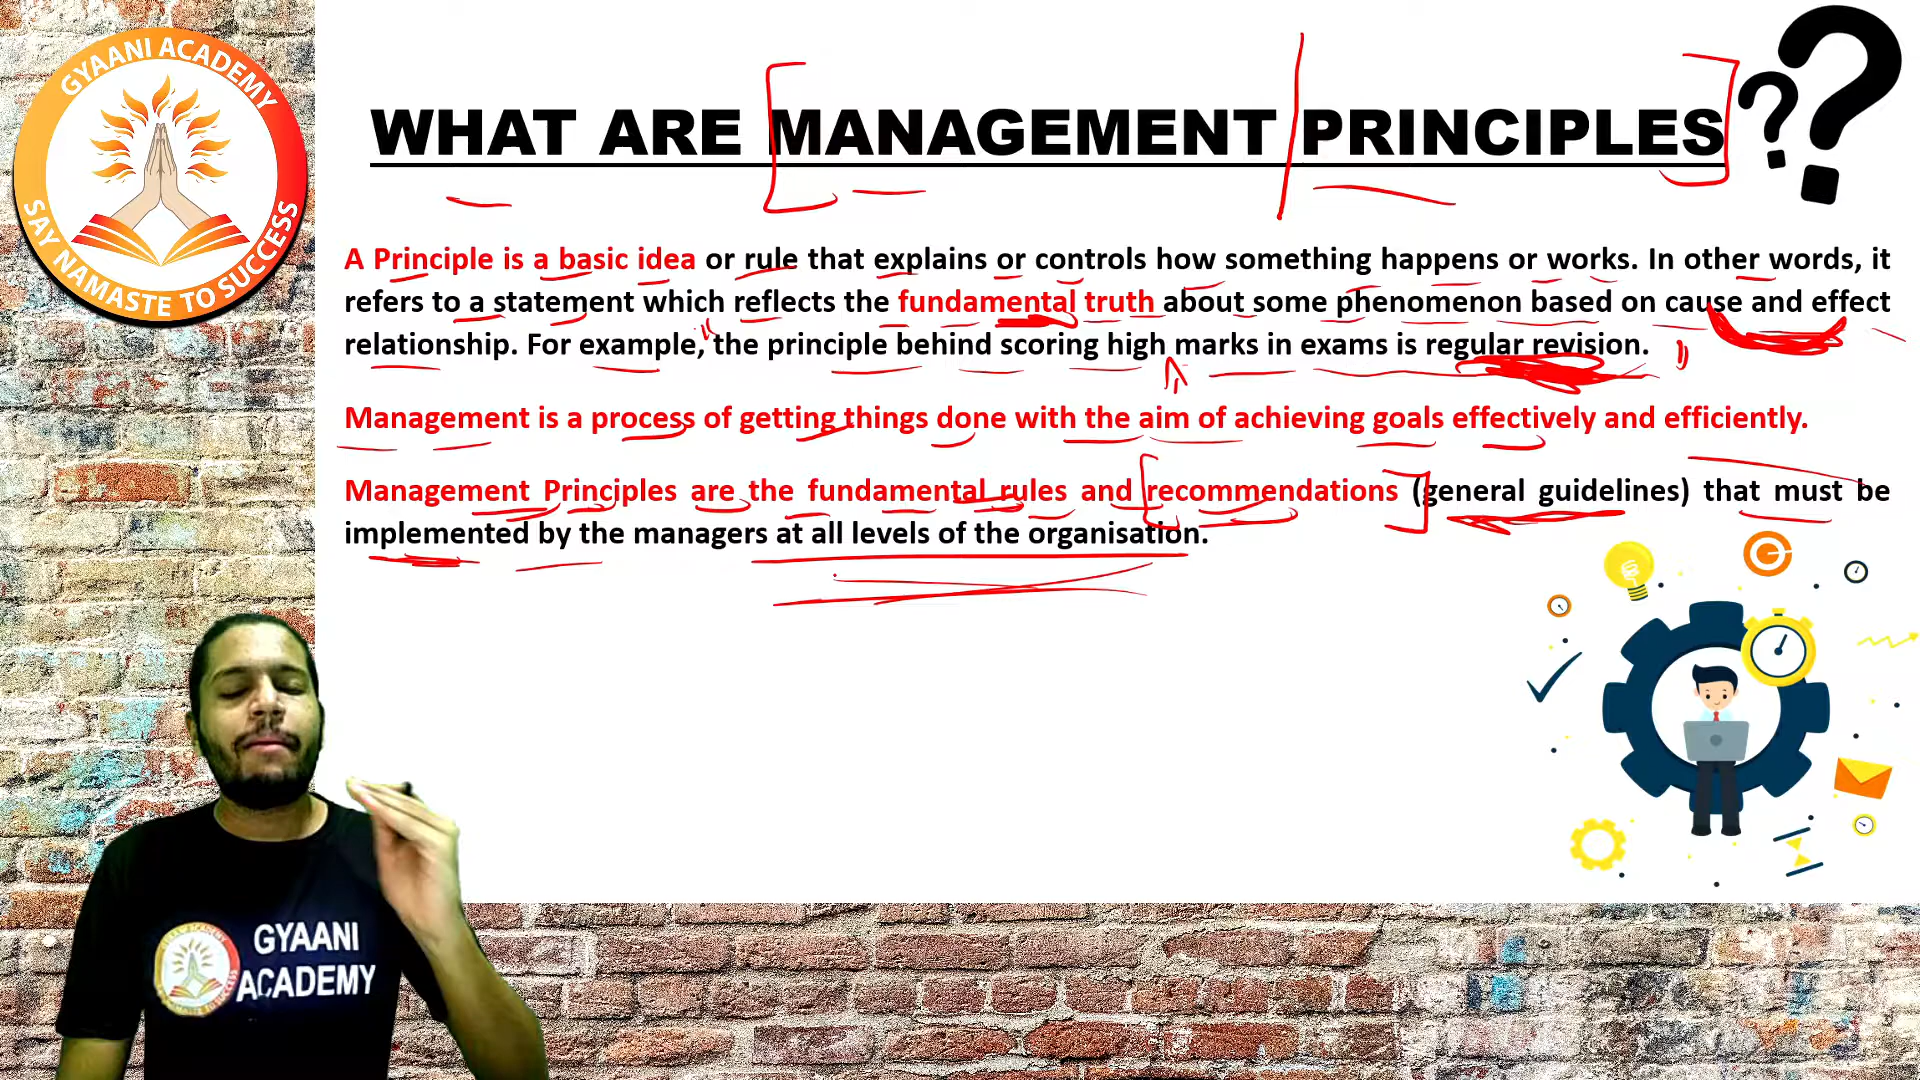 GYAANI ACADEMY
SAY NAMASTE TO SUCCESS
WHAT ARE MANAGEMENT PRINCIPLES
??
A Principle is a basic idea or rule that explains or controls how something happens or works. In other words, it
refers to a statement which reflects the fundamental truth about some phenomenon based on cause and effect
relationship. For example, the principle behind scoring high marks in exams is regular revision.
Management is a process of getting things done with the aim of achieving goals effectively and efficiently.
Management Principles are the fundamental rules and recommendations (general guidelines) that must be
implemented by the managers at all levels of the organisation.
GYAANI
ACADEMY